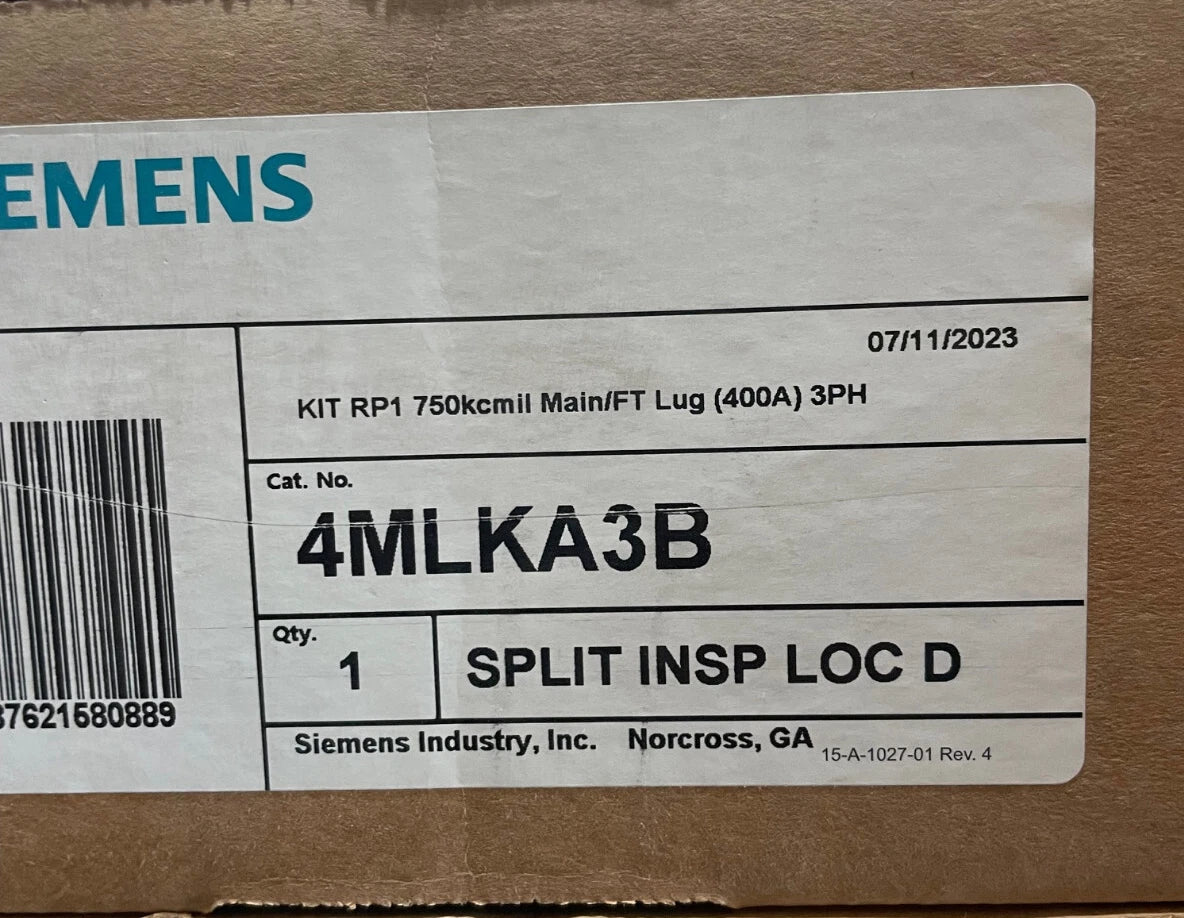 EMENS
07/11/2023
KIT RP1 750kcmil Main/FT Lug (400A) 3PH
Cat. No.
4MLKA3B
Qty.
1
SPLIT INSP LOC D
37621680889
Siemens Industry, Inc. Norcross, GA
15-A-1027-01 Rev. 4